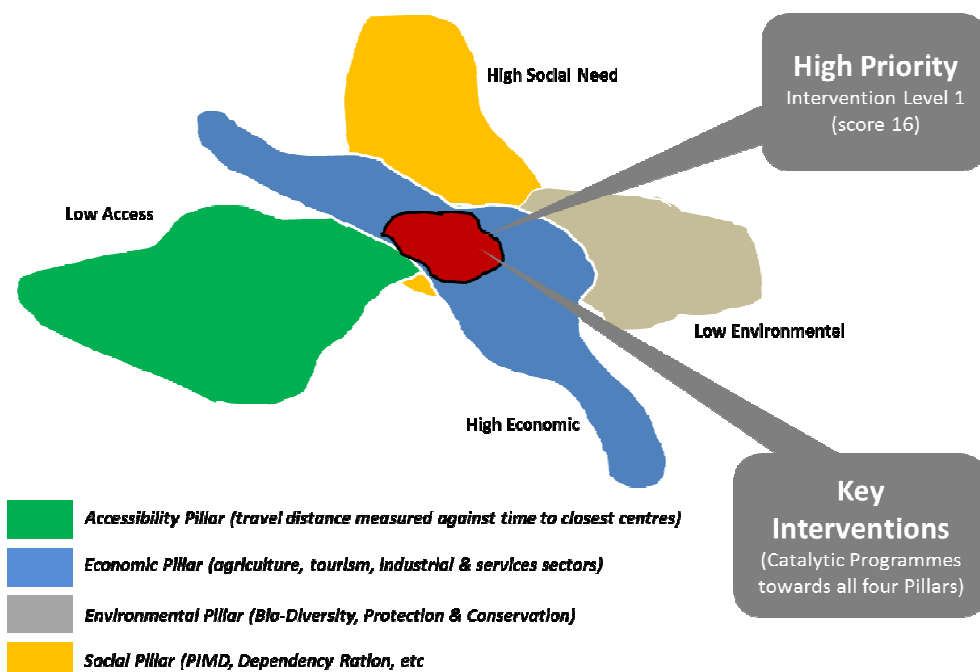 High Social Need
High Priority
Intervention Level 1
(score 16)
Low Access
Low Environmental
High Economic
Key
Interventions
(Catalytic Programmes
towards all four Pillars)
Accessibility Pillar (travel distance measured against time to closest centres)
Economic Pillar (agriculture, tourism, industrial & services sectors)
Environmental Pillar (Bio-Diversity, Protection & Conservation)
Social Pillar (PIMD, Dependency Ration, etc